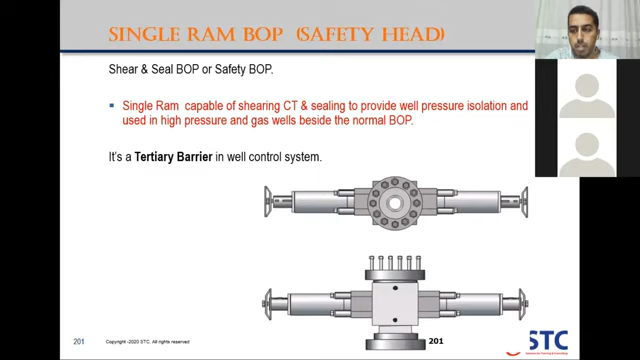 Single Ram BOP (Safety Head)
Shear & Seal BOP or Safety BOP.
▪ Single Ram capable of shearing CT & sealing to provide well pressure isolation and
used in high pressure and gas wells beside the normal BOP.
It's a Tertiary Barrier in well control system.
201
Copyright -2020 STC. All rights reserved
201
STC